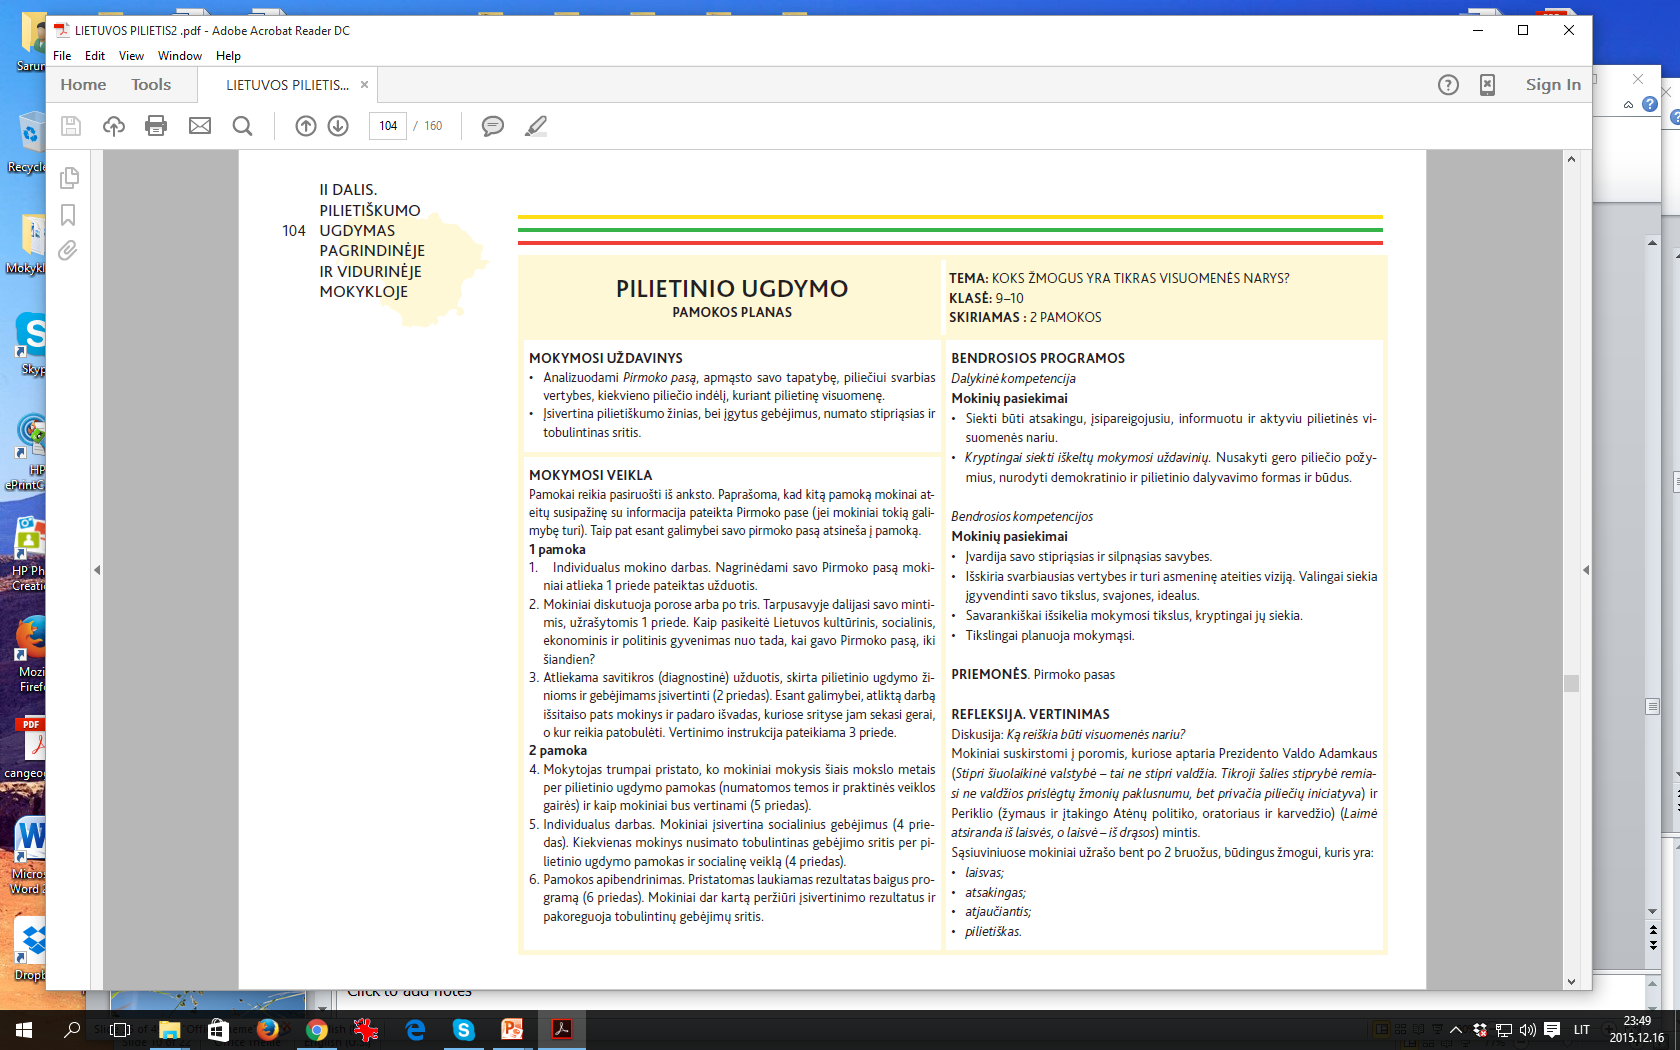 LIETUVOS PILIETIS2 .pdf - Adobe Acrobat Reader DC
File Edit View Window Help
Home Tools LIETUVOS PILIETIS... × Sign In
104 / 160
II DALIS.
PILIETIŠKUMO
104 UGDYMAS
PAGRINDINĖJE
IR VIDURINĖJE
MOKYKLOJE
PILIETINIO UGDYMO
PAMOKOS PLANAS
TEMA: KOKS ŽMOGUS YRA TIKRAS VISUOMENĖS NARYS?
KLASĖ: 9–10
SKIRIAMAS : 2 PAMOKOS
MOKYMOSI UŽDAVINYS
• Analizuodami Pirmoko pasą, apmąsto savo tapatybę, piliečiui svarbias
vertybes, kiekvieno piliečio indėlį, kuriant pilietinę visuomenę.
• Įsivertina pilietiškumo žinias, bei įgytus gebėjimus, numato stipriąsias ir
tobulintinas sritis.
MOKYMOSI VEIKLA
Pamokai reikia pasiruošti iš anksto. Paprašoma, kad kitą pamoką mokinai at-
eitų susipažinę su informacija pateikta Pirmoko pase (jei mokiniai tokią gali-
mybę turi). Taip pat esant galimybei savo pirmoko pasą atsineša į pamoką.
1 pamoka
1. Individualus mokino darbas. Nagrinėdami savo Pirmoko pasą moki-
niai atlieka 1 priede pateiktas užduotis.
2. Mokiniai diskutuoja porose arba po tris. Tarpusavyje dalijasi savo minti-
mis, užrašytomis 1 priede. Kaip pasikeitė Lietuvos kultūrinis, socialinis,
ekonominis ir politinis gyvenimas nuo tada, kai gavo Pirmoko pasą, iki
šiandien?
3. Atliekama savitikros (diagnostinė) užduotis, skirta pilietinio ugdymo ži-
nioms ir gebėjimams įsivertinti (2 priedas). Esant galimybei, atliktą darbą
išsitaiso pats mokinys ir padaro išvadas, kuriose srityse jam sekasi gerai,
o kur reikia patobulėti. Vertinimo instrukcija pateikiama 3 priede.
2 pamoka
4. Mokytojas trumpai pristato, ko mokiniai mokysis šiais mokslo metais
per pilietinio ugdymo pamokas (numatomos temos ir praktinės veiklos
gairės) ir kaip mokiniai bus vertinami (5 priedas).
5. Individualus darbas. Mokiniai įsivertina socialinius gebėjimus (4 prie-
das). Kiekvienas mokinys nusimato tobulintinas gebėjimo sritis per pi-
lietinio ugdymo pamokas ir socialinę veiklą (4 priedas).
6. Pamokos apibendrinimas. Pristatomas laukiamas rezultatas baigus pro-
gramą (6 priedas). Mokiniai dar kartą peržiūri įsivertinimo rezultatus ir
pakoreguoja tobulintinų gebėjimų sritis.
BENDROSIOS PROGRAMOS
Dalykinė kompetencija
Mokinių pasiekimai
• Siekti būti atsakingu, įsipareigojusiu, informuotu ir aktyviu pilietinės vi-
suomenės nariu.
• Kryptingai siekti iškeltų mokymosi uždavinių. Nusakyti gero piliečio požy-
mius, nurodyti demokratinio ir pilietinio dalyvavimo formas ir būdus.
Bendrosios kompetencijos
Mokinių pasiekimai
• Įvardija savo stipriąsias ir silpnąsias savybes.
• Išskiria svarbiausias vertybes ir turi asmeninę ateities viziją. Valingai siekia
įgyvendinti savo tikslus, svajones, idealus.
• Savarankiškai išsikelia mokymosi tikslus, kryptingai jų siekia.
• Tikslingai planuoja mokymąsi.
PRIEMONĖS. Pirmoko pasas
REFLEKSIJA. VERTINIMAS
Diskusija: Ką reiškia būti visuomenės nariu?
Mokiniai suskirstomi į poromis, kuriose aptaria Prezidento Valdo Adamkaus
(Stipri šiuolaikinė valstybė – tai ne stipri valdžia. Tikroji šalies stiprybė remia-
si ne valdžios prislėgtų žmonių paklusnumu, bet privačia piliečių iniciatyva) ir
Periklio (žymaus ir įtakingo Atėnų politiko, oratoriaus ir karvedžio) (Laimė
atsiranda iš laisvės, o laisvė – iš drąsos) mintis.
Sąsiuviniuose mokiniai užrašo bent po 2 bruožus, būdingus žmogui, kuris yra:
• laisvas;
• atsakingas;
• atjaučiantis;
• pilietiškas.
Click to add notes
LIT
23:49
2015.12.16